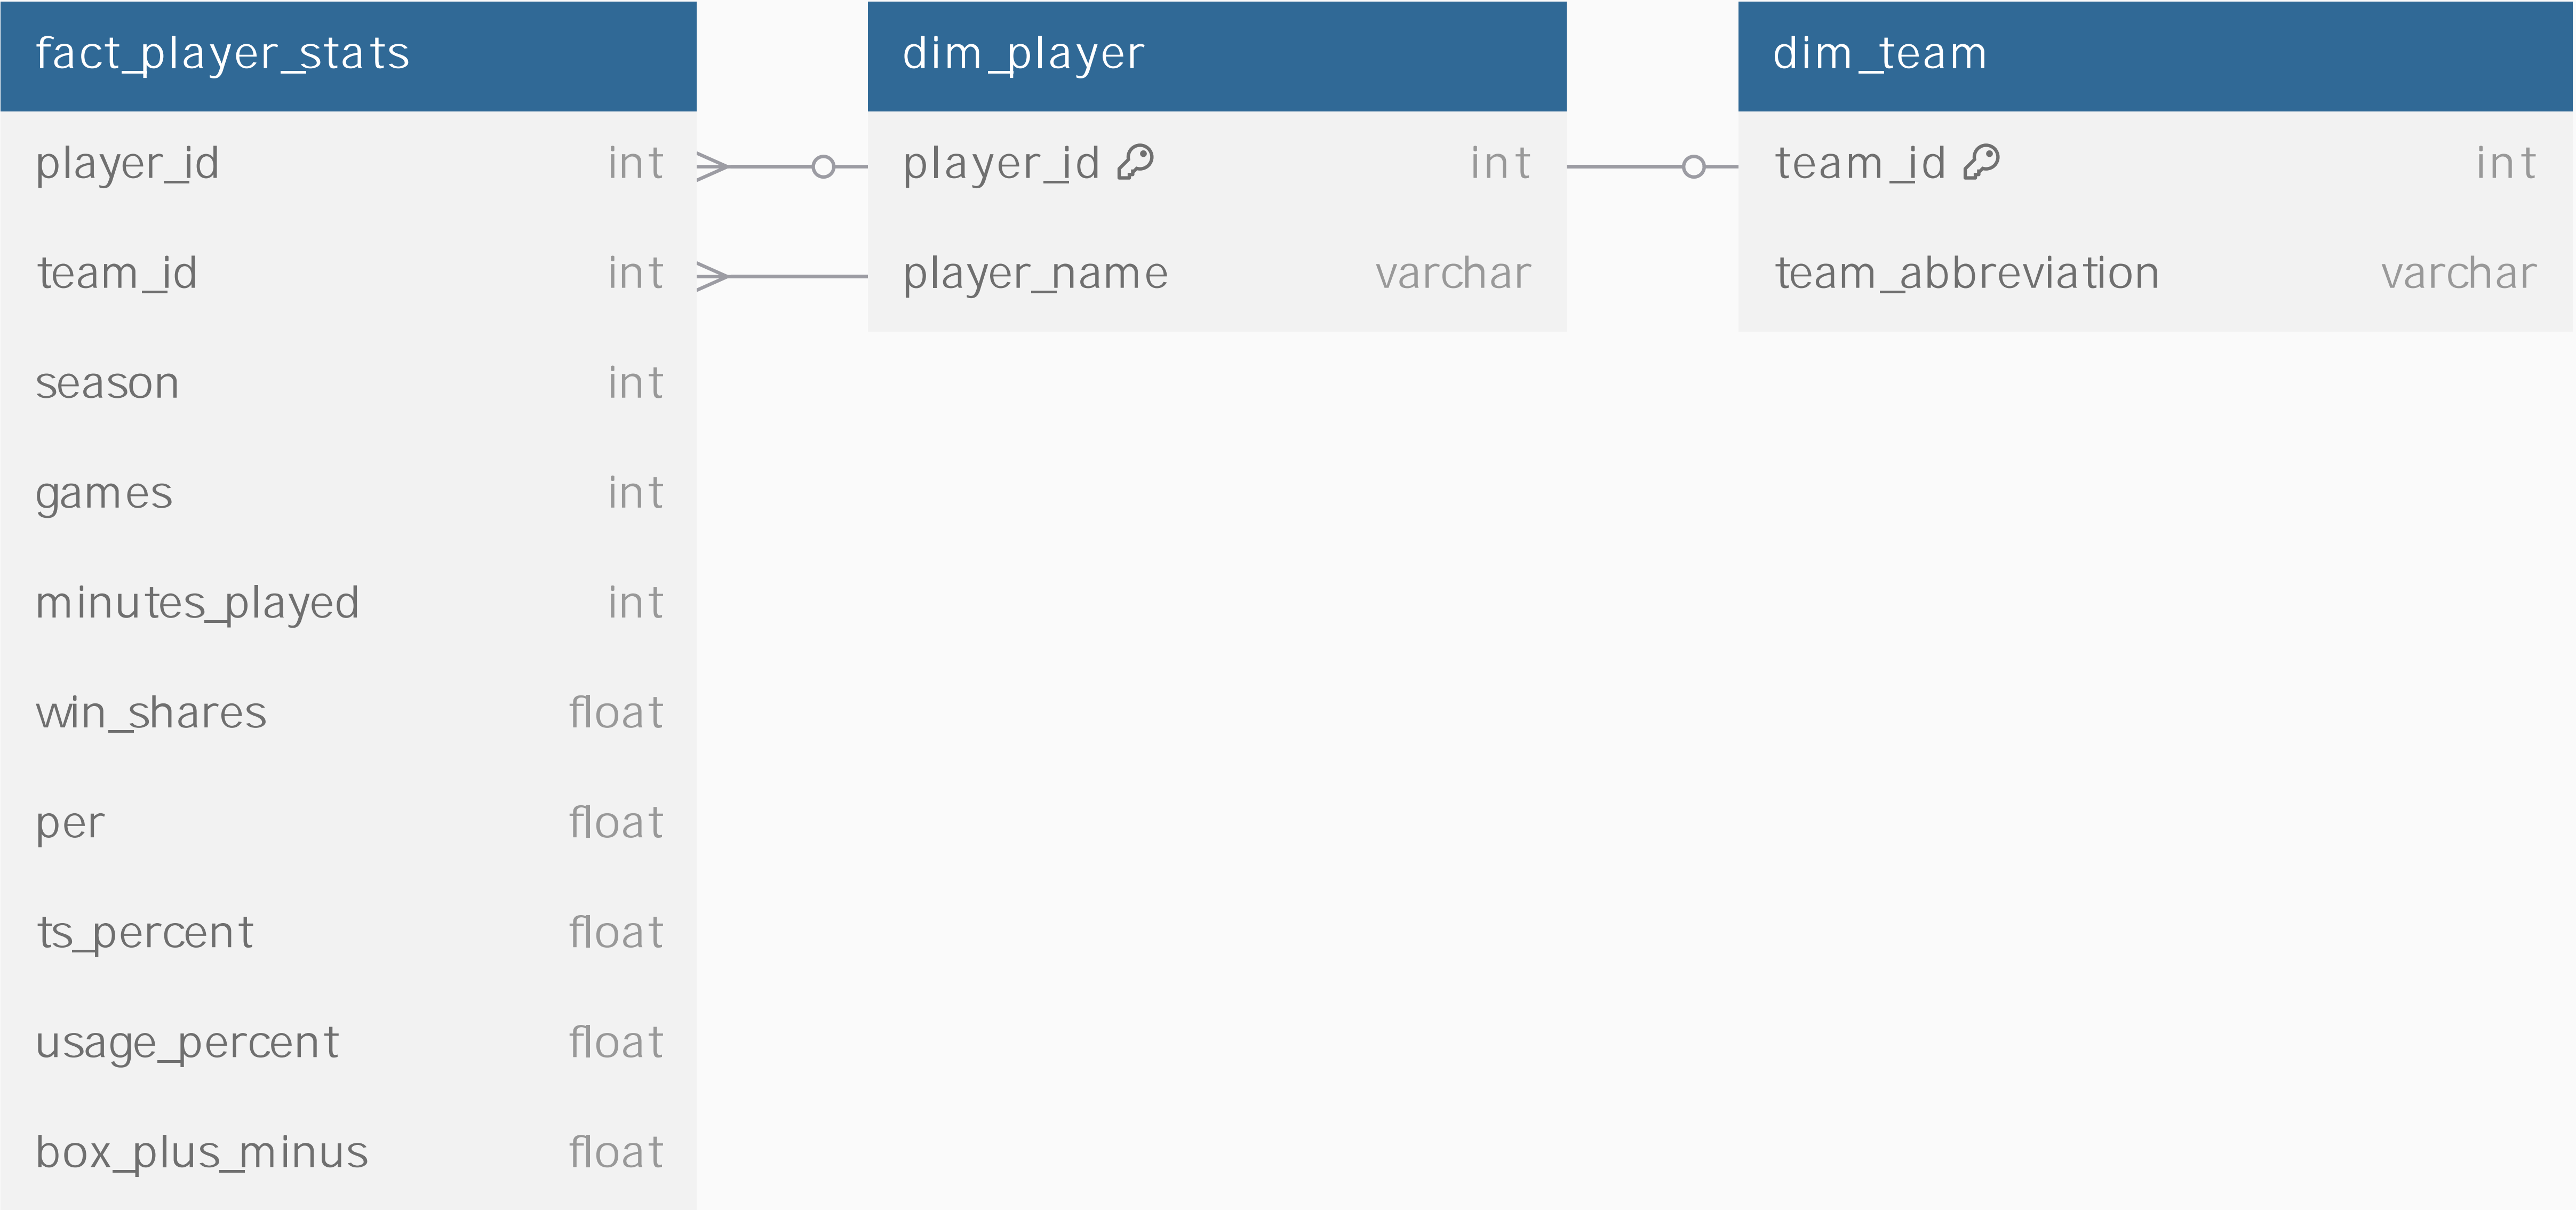 fact_player_stats
player_id int
team_id int
season int
games int
minutes_played int
win_shares float
per float
ts_percent float
usage_percent float
box_plus_minus float
dim_player
player_id int
player_name varchar
dim_team
team_id int
team_abbreviation varchar